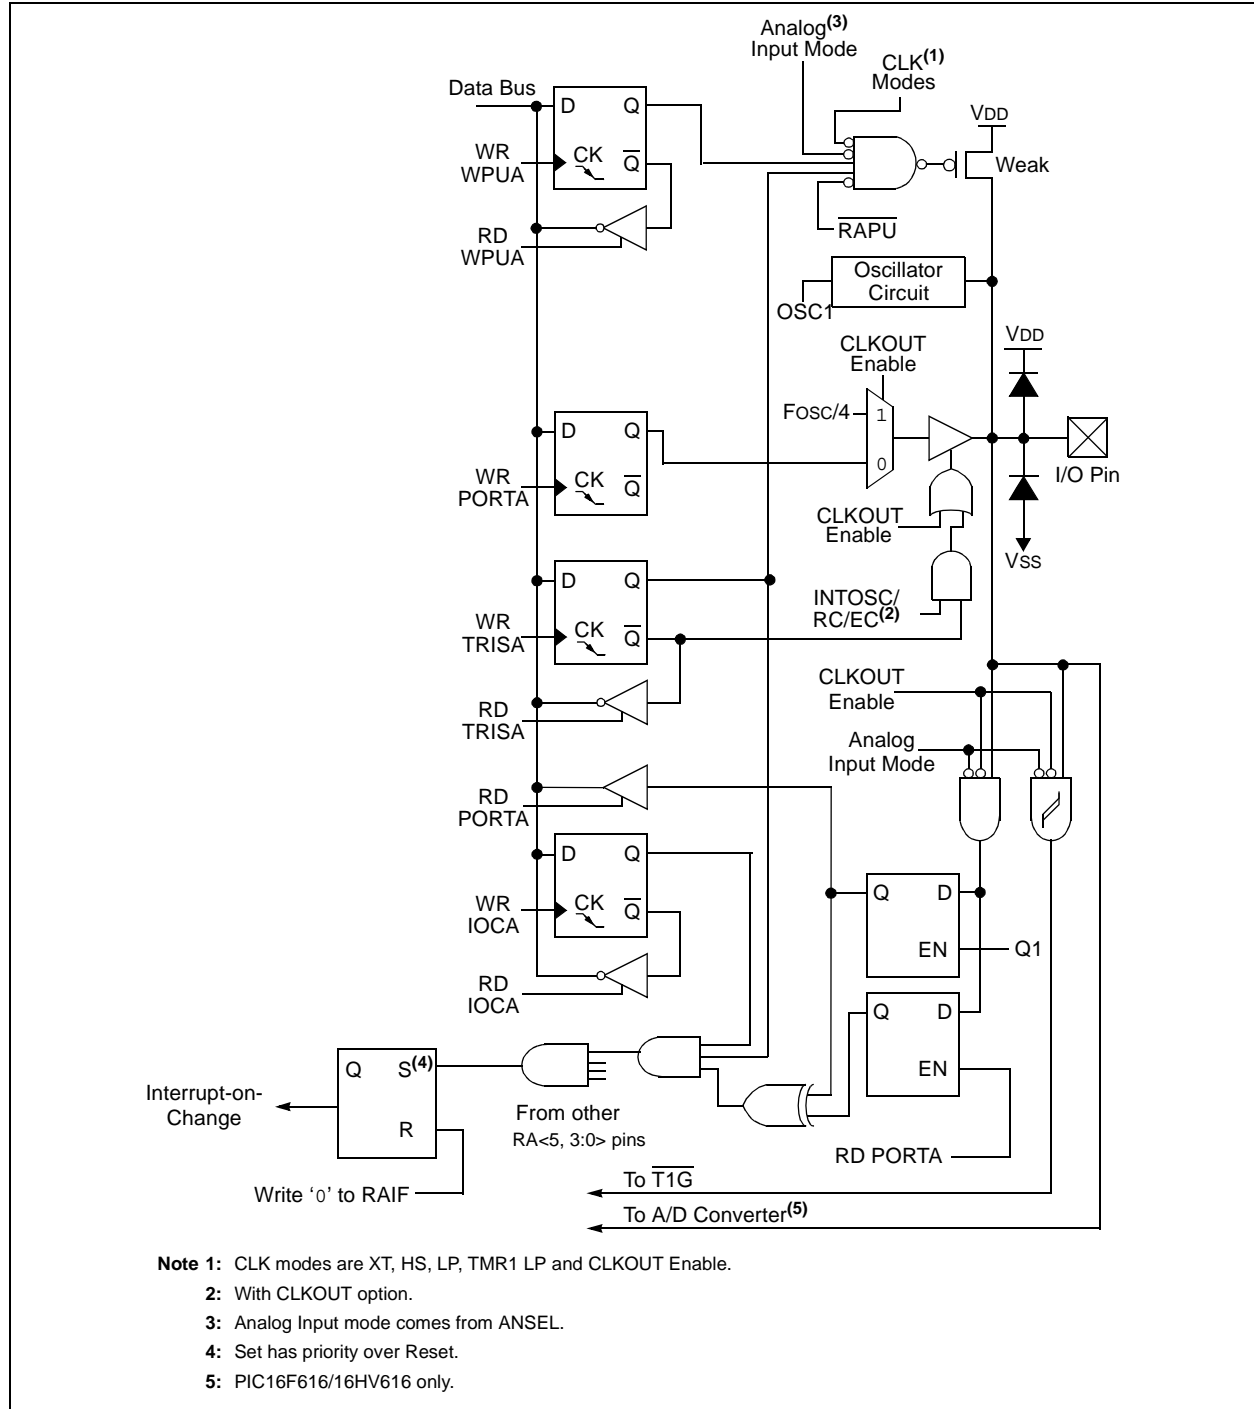 Analog(3)
Input Mode
CLK(1)
Modes
Data Bus
D Q
VDD
WR
WPUA
CK
Q
Weak
RD
WPUA
RAPU
Oscillator
Circuit
OSC1
CLKOUT
Enable
VDD
FOSC/4
1
D Q
0
I/O Pin
WR
PORTA
CK
Q
CLKOUT
Enable
VSS
D Q
INTOSC/
RC/EC(2)
WR
TRISA
CK
Q
CLKOUT
Enable
RD
TRISA
Analog
Input Mode
RD
PORTA
D Q
Q D
WR
IOCA
CK
Q
EN
Q1
RD
IOCA
Q D
EN
Q S(4)
Interrupt-on-
Change
R
From other
RA<5, 3:0> pins
RD PORTA
Write ‘0’ to RAIF
To T1G
To A/D Converter(5)
Note 1: CLK modes are XT, HS, LP, TMR1 LP and CLKOUT Enable.
2: With CLKOUT option.
3: Analog Input mode comes from ANSEL.
4: Set has priority over Reset.
5: PIC16F616/16HV616 only.